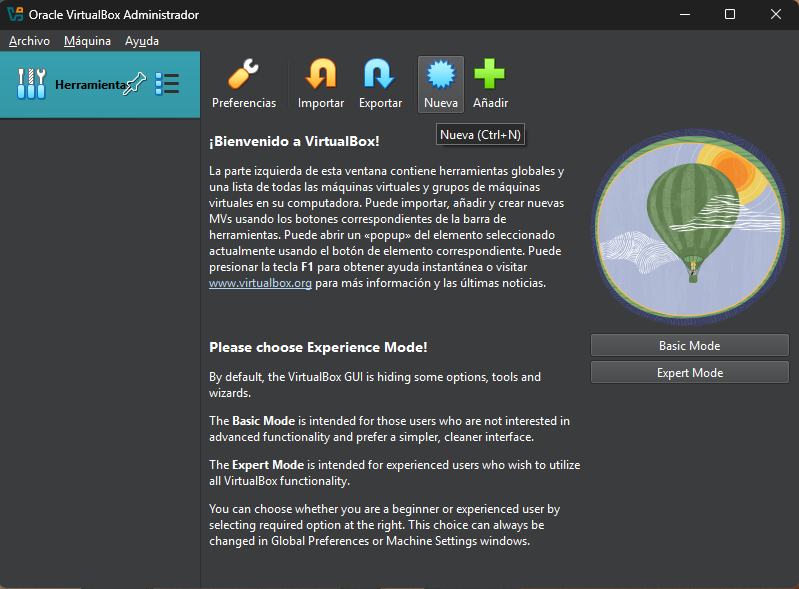 Oracle VirtualBox Administrador
Archivo Máquina Ayuda
Herramientas
Preferencias Importar Exportar Nueva Añadir
Nueva (Ctrl+N)
¡Bienvenido a VirtualBox!
La parte izquierda de esta ventana contiene herramientas globales y
una lista de todas las máquinas virtuales y grupos de máquinas
virtuales en su computadora. Puede importar, añadir y crear nuevas
MVs usando los botones correspondientes de la barra de
herramientas. Puede abrir un «popup» del elemento seleccionado
actualmente usando el botón de elemento correspondiente. Puede
presionar la tecla F1 para obtener ayuda instantánea o visitar
www.virtualbox.org para más información y las últimas noticias.
Please choose Experience Mode!
By default, the VirtualBox GUI is hiding some options, tools and
wizards.
The Basic Mode is intended for those users who are not interested in
advanced functionality and prefer a simpler, cleaner interface.
The Expert Mode is intended for experienced users who wish to utilize
all VirtualBox functionality.
You can choose whether you are a beginner or experienced user by
selecting required option at the right. This choice can always be
changed in Global Preferences or Machine Settings windows.
Basic Mode
Expert Mode